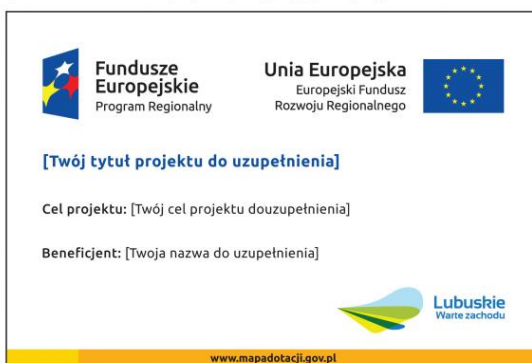 Fundusze
Europejskie
Program Regionalny
Unia Europejska
Europejski Fundusz
Rozwoju Regionalnego
[Twój tytuł projektu do uzupełnienia]
Cel projektu: [Twój cel projektu douzupełnienia]
Beneficjent: [Twoja nazwa do uzupełnienia]
Lubuskie
Warte zachodu
www.mapadotacji.gov.pl